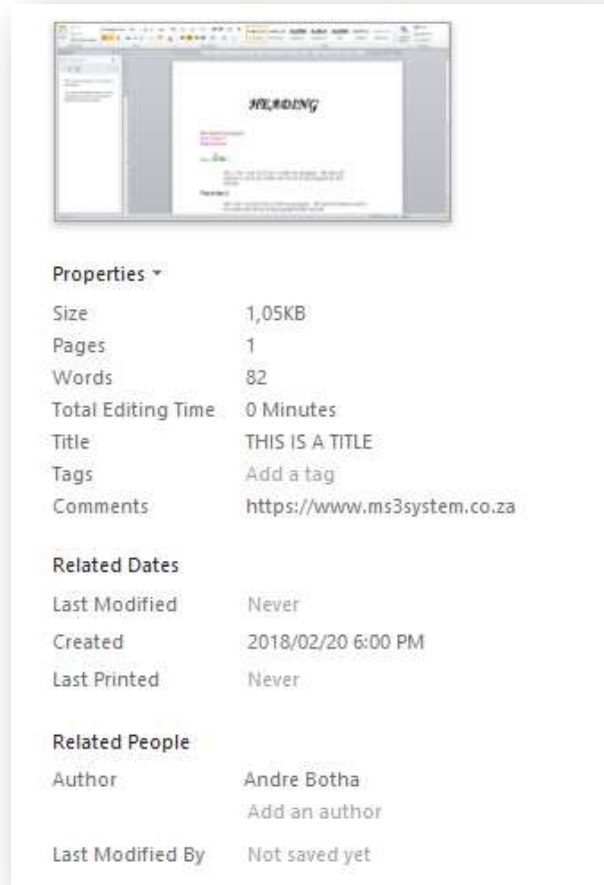 HEADING
Properties
Size 1,05KB
Pages 1
Words 82
Total Editing Time 0 Minutes
Title THIS IS A TITLE
Tags Add a tag
Comments https://www.ms3system.co.za
Related Dates
Last Modified Never
Created 2018/02/20 6:00 PM
Last Printed Never
Related People
Author Andre Botha
Add an author
Last Modified By Not saved yet